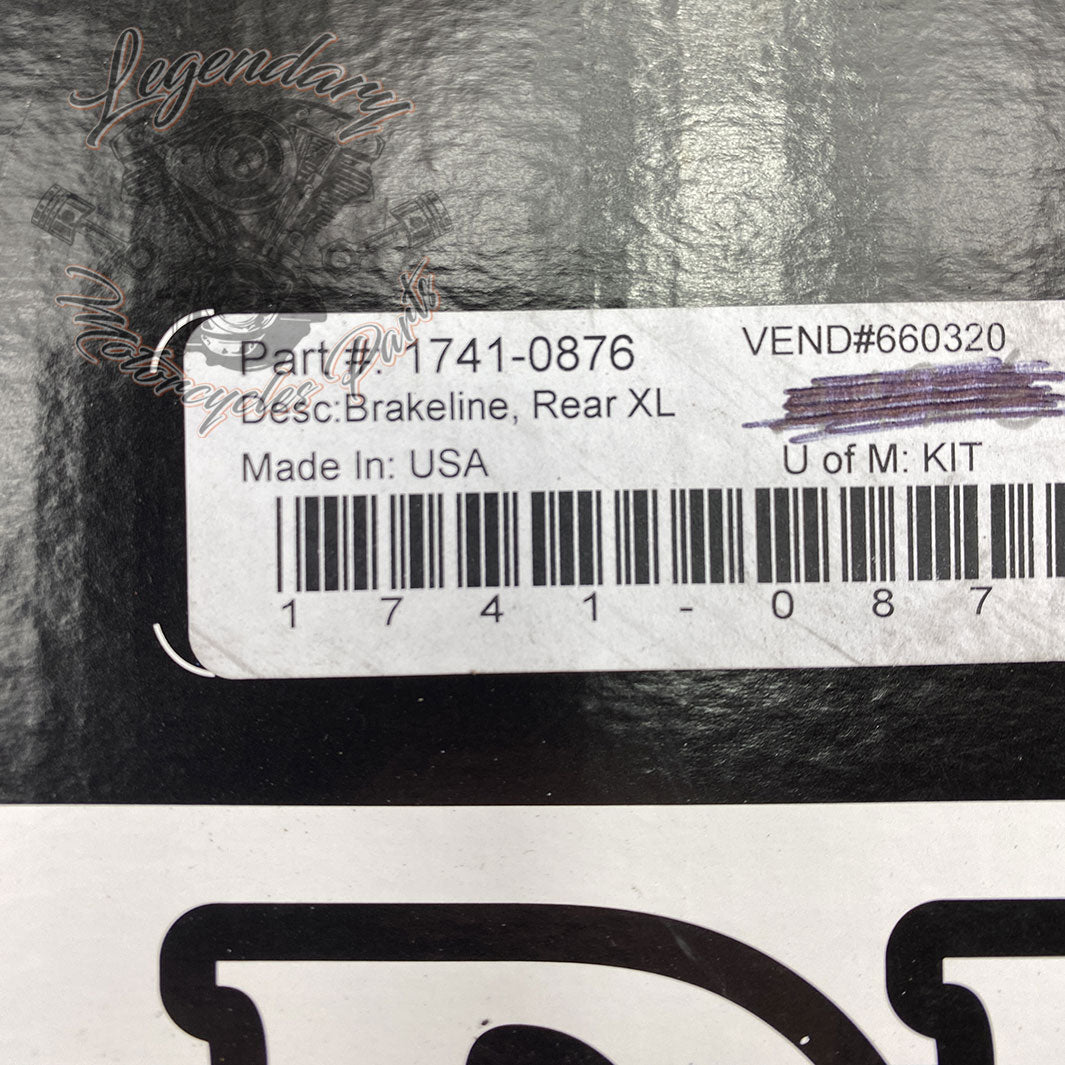 Legendary
Motorcycles Parts
Part #: 1741-0876
VEND#660320
Desc:Brakeline, Rear XL
Made In: USA
U of M: KIT
1 7 4 1 - 0 8 7